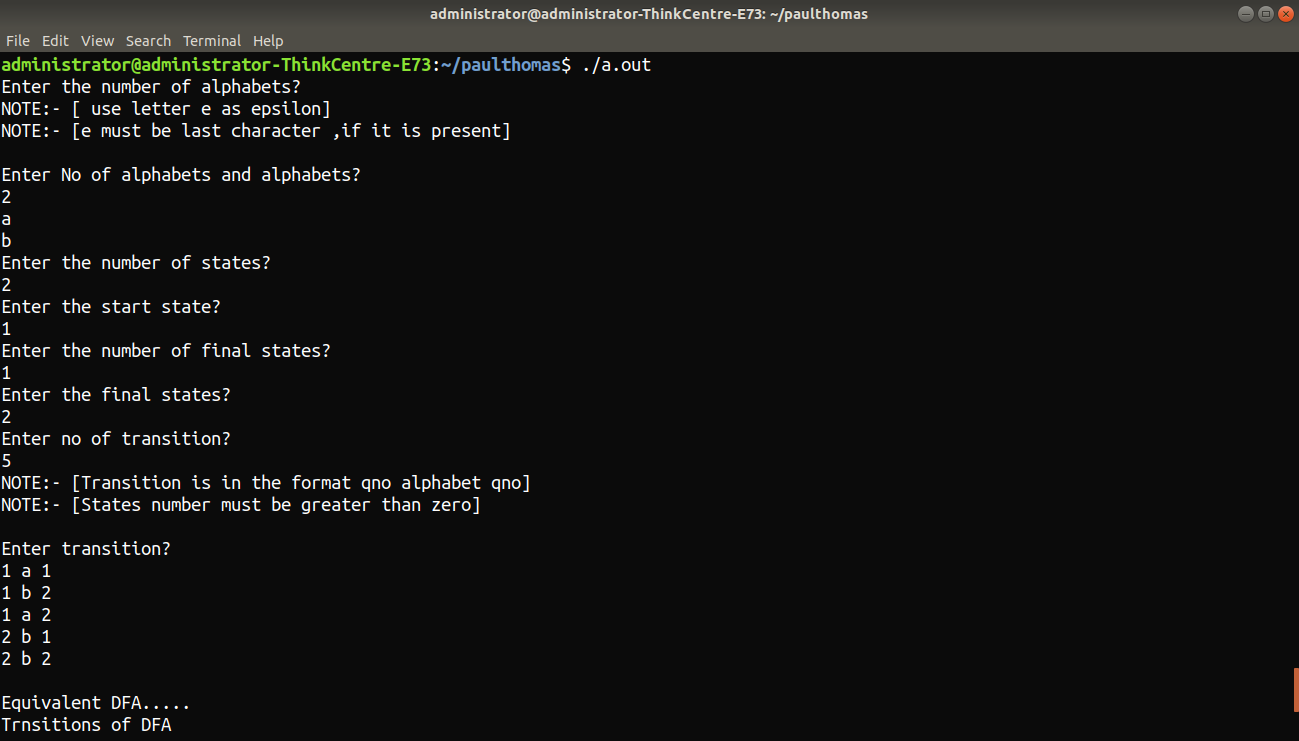 administrator@administrator-ThinkCentre-E73: ~/paulthomas
File Edit View Search Terminal Help
administrator@administrator-ThinkCentre-E73:~/paulthomas$ ./a.out
Enter the number of alphabets?
NOTE:- [ use letter e as epsilon]
NOTE:- [e must be last character ,if it is present]
Enter No of alphabets and alphabets?
2
a
b
Enter the number of states?
2
Enter the start state?
1
Enter the number of final states?
1
Enter the final states?
2
Enter no of transition?
5
NOTE:- [Transition is in the format qno alphabet qno]
NOTE:- [States number must be greater than zero]
Enter transition?
1 a 1
1 b 2
1 a 2
2 b 1
2 b 2
Equivalent DFA.....
Trnsitions of DFA